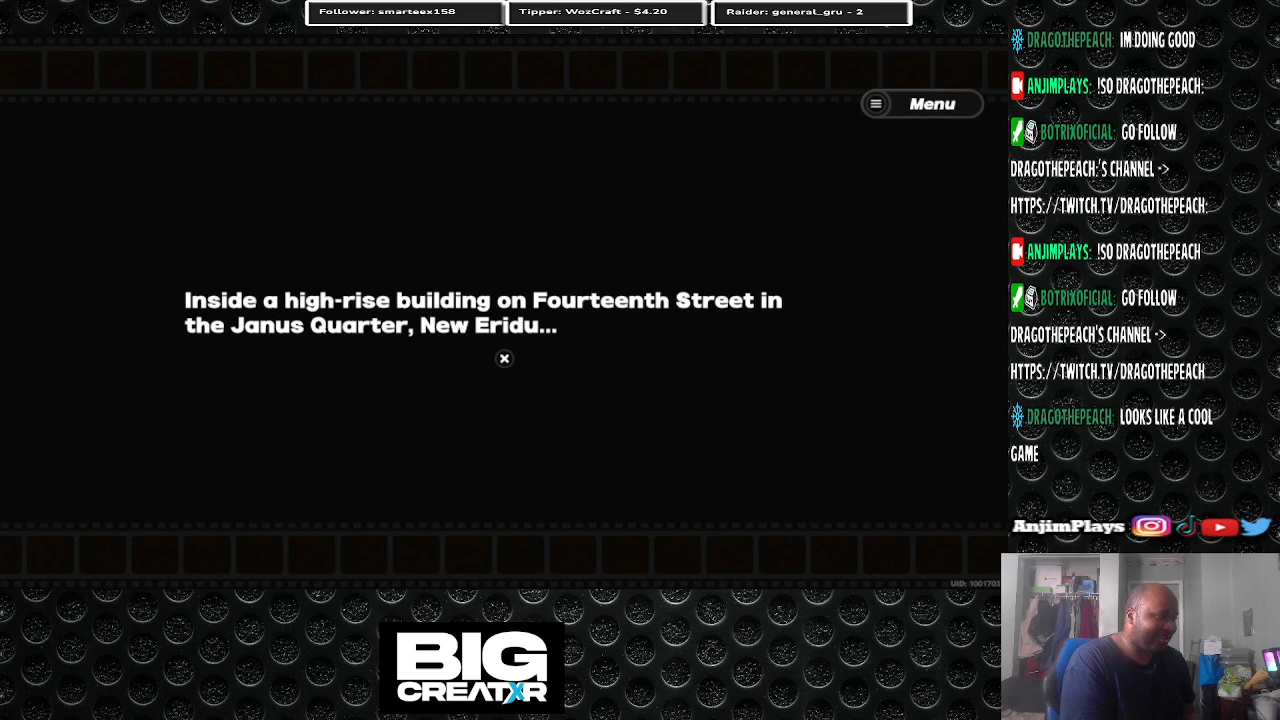 Follower: smarteex158
Tipper: WozCraft - $4.20
Raider: general_gru - 2
Menu
Inside a high-rise building on Fourteenth Street in
the Janus Quarter, New Eridu...
UID: 1001703
BIG
CREATXR
DRAGOTHEPEACH: IM DOING GOOD
ANJIMPLAYS: !SO DRAGOTHEPEACH:
BOTRIXOFICIAL: GO FOLLOW
DRAGOTHEPEACH:'S CHANNEL ->
HTTPS://TWITCH.TV/DRAGOTHEPEACH:
ANJIMPLAYS: !SO DRAGOTHEPEACH
BOTRIXOFICIAL: GO FOLLOW
DRAGOTHEPEACH'S CHANNEL ->
HTTPS://TWITCH.TV/DRAGOTHEPEACH
DRAGOTHEPEACH: LOOKS LIKE A COOL
GAME
AnjimPlays